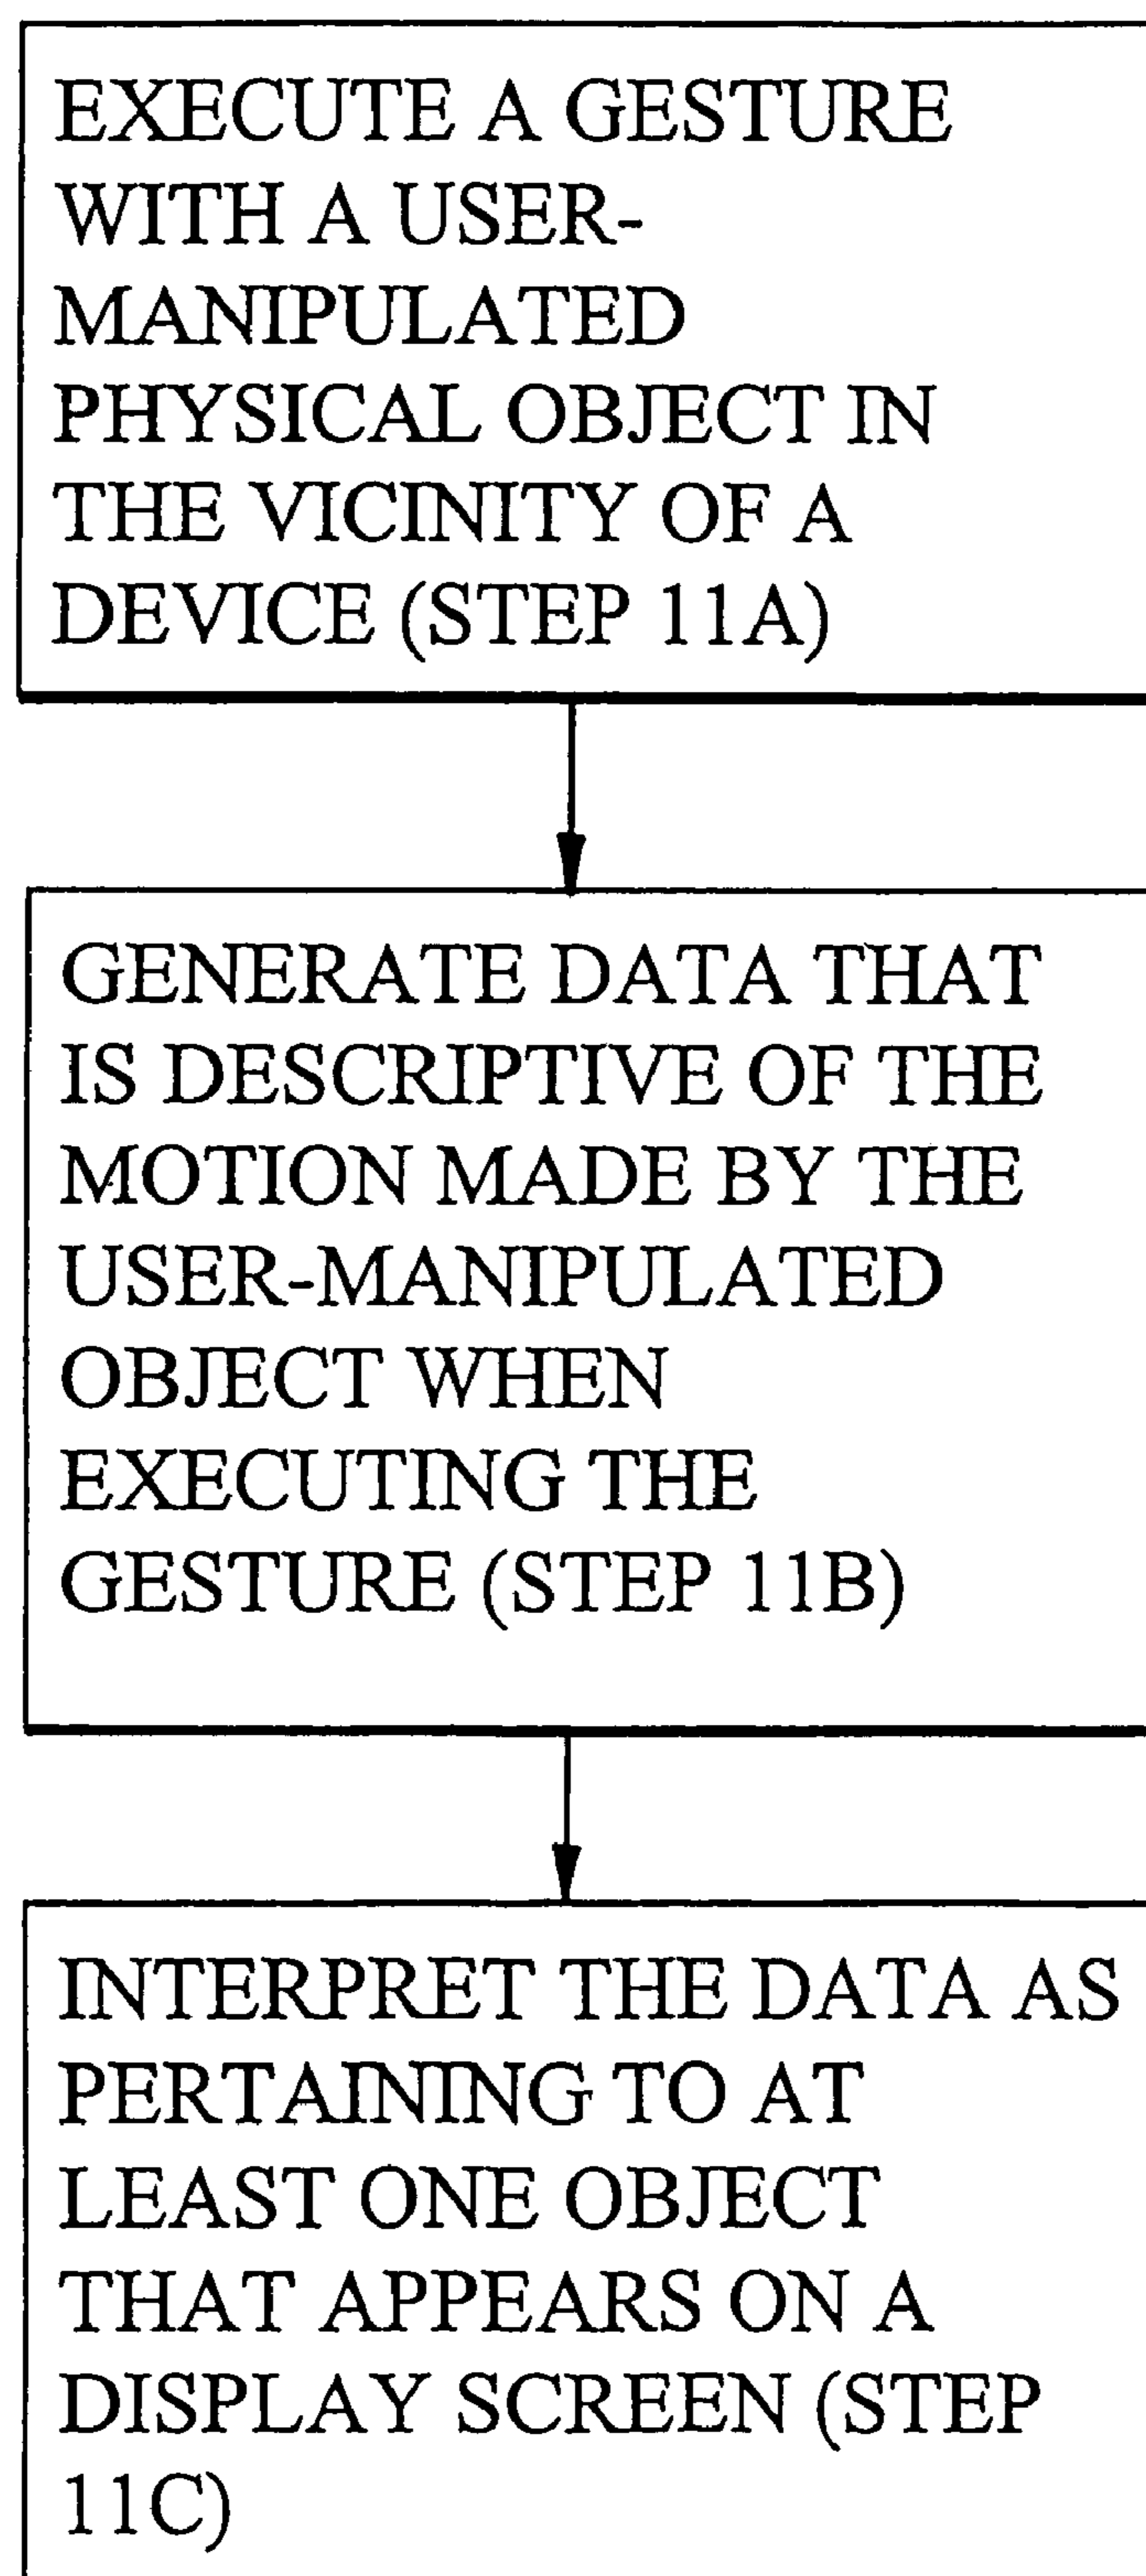 EXECUTE A GESTURE
WITH A USER-
MANIPULATED
PHYSICAL OBJECT IN
THE VICINITY OF A
DEVICE (STEP 11A)
GENERATE DATA THAT
IS DESCRIPTIVE OF THE
MOTION MADE BY THE
USER-MANIPULATED
OBJECT WHEN
EXECUTING THE
GESTURE (STEP 11B)
INTERPRET THE DATA AS
PERTAINING TO AT
LEAST ONE OBJECT
THAT APPEARS ON A
DISPLAY SCREEN (STEP
11C)